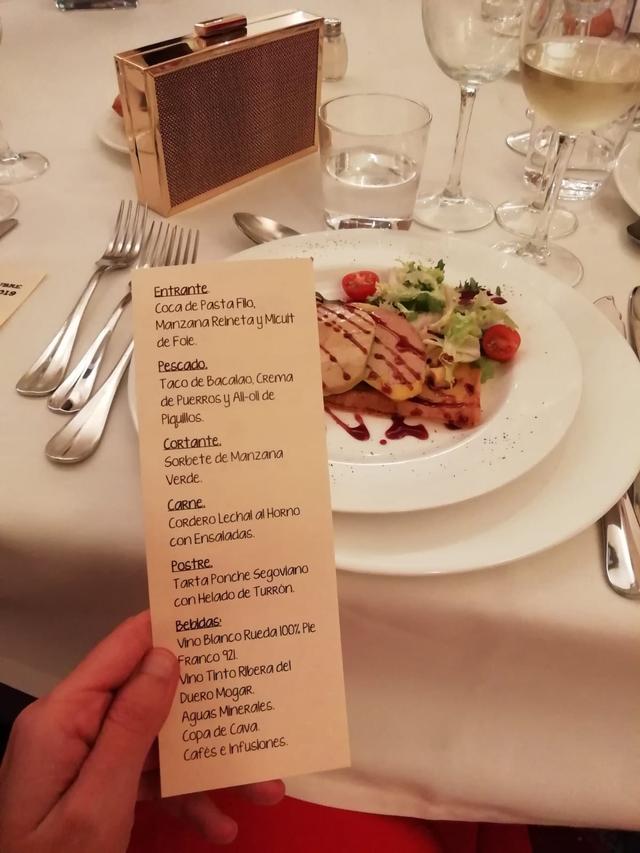 Entrante
Coca de Pasta Filo,
Manzana Reineta y Micuit
de Foie.
Pescado.
Taco de Bacalao, Crema
de Puerros y Ali-oli de
Piquillos.
Cortante.
Sorbete de Manzana
Verde.
Carne.
Cordero Lechal al Horno
con Ensaladas.
Postre.
Tarta Ponche Segoviano
con Helado de Turrón.
Bebidas:
Vino Blanco Rueda 100% Pie
Franco 921.
Vino Tinto Ribera del
Duero Mogar.
Aguas Minerales.
Copa de Cava.
Cafés e Infusiones.